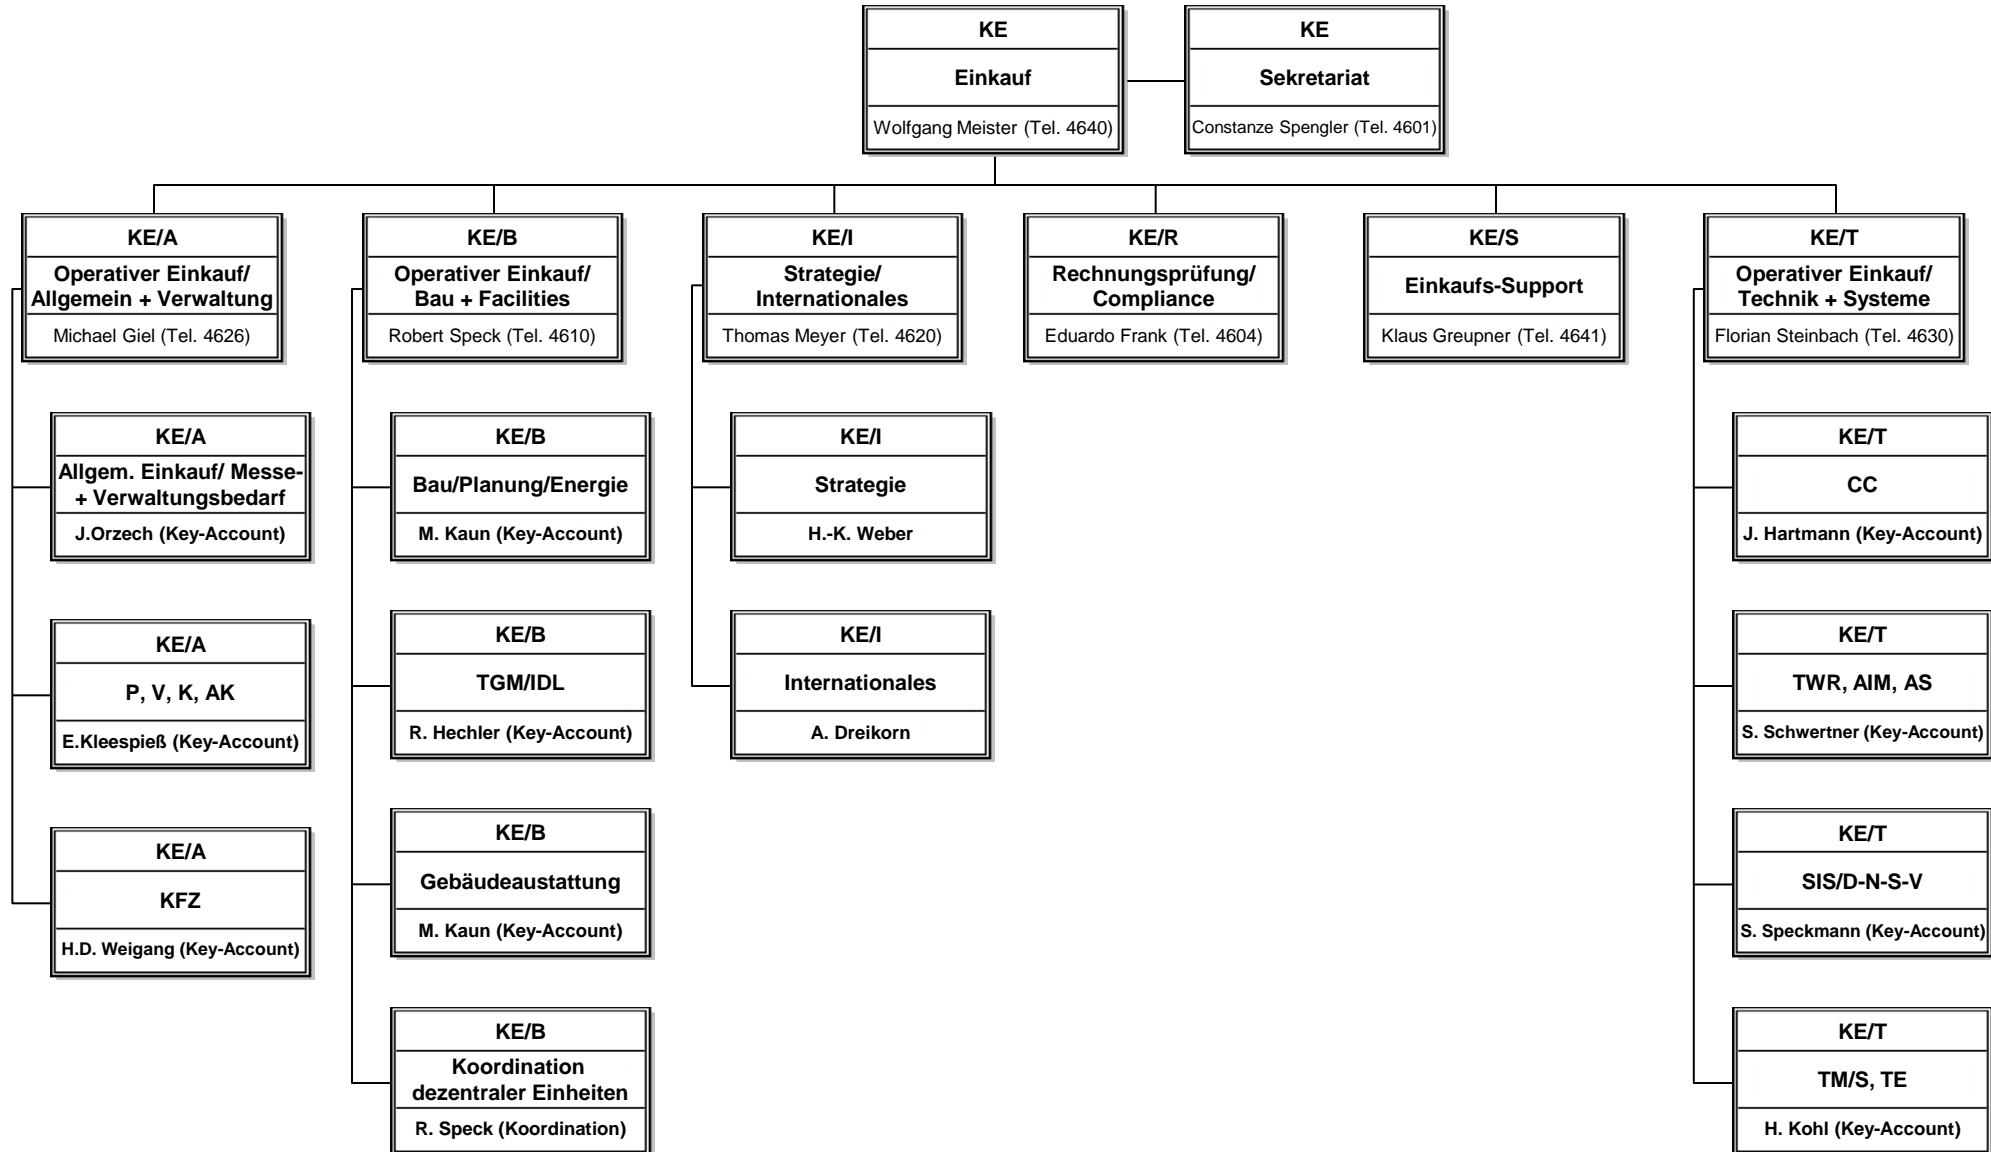 KE
Einkauf
Wolfgang Meister (Tel. 4640)
KE
Sekretariat
Constanze Spengler (Tel. 4601)
KE/A
Operativer Einkauf/
Allgemein + Verwaltung
Michael Giel (Tel. 4626)
KE/B
Operativer Einkauf/
Bau + Facilities
Robert Speck (Tel. 4610)
KE/I
Strategie/
Internationales
Thomas Meyer (Tel. 4620)
KE/R
Rechnungsprüfung/
Compliance
Eduardo Frank (Tel. 4604)
KE/S
Einkaufs-Support
Klaus Greupner (Tel. 4641)
KE/T
Operativer Einkauf/
Technik + Systeme
Florian Steinbach (Tel. 4630)
KE/A
Allgem. Einkauf/ Messe-
+ Verwaltungsbedarf
J.Orzech (Key-Account)
KE/B
Bau/Planung/Energie
M. Kaun (Key-Account)
KE/I
Strategie
H.-K. Weber
KE/T
CC
J. Hartmann (Key-Account)
KE/A
P, V, K, AK
E.Kleespieß (Key-Account)
KE/B
TGM/IDL
R. Hechler (Key-Account)
KE/I
Internationales
A. Dreikorn
KE/T
TWR, AIM, AS
S. Schwertner (Key-Account)
KE/A
KFZ
H.D. Weigang (Key-Account)
KE/B
Gebäudeaustattung
M. Kaun (Key-Account)
KE/T
SIS/D-N-S-V
S. Speckmann (Key-Account)
KE/B
Koordination
dezentraler Einheiten
R. Speck (Koordination)
KE/T
TM/S, TE
H. Kohl (Key-Account)